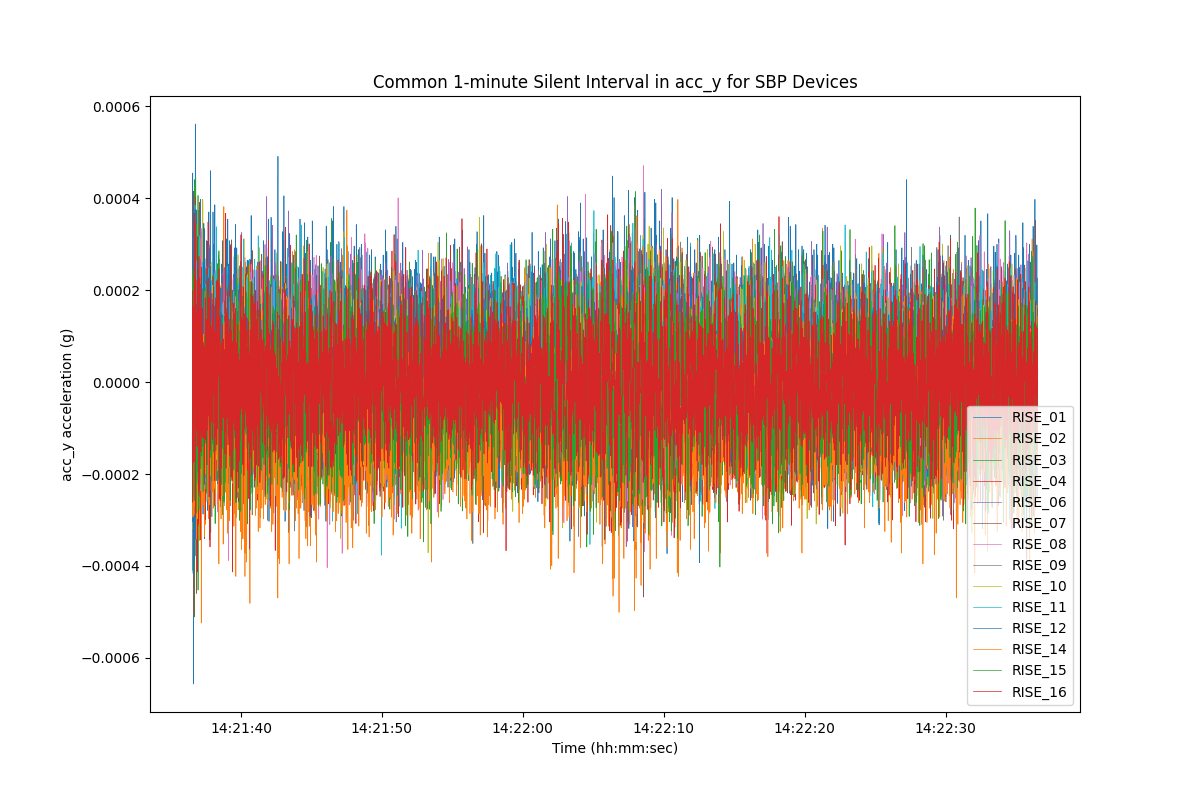 Common 1-minute Silent Interval in acc_y for SBP Devices
0.0006
0.0004
0.0002
0.0000
−0.0002
−0.0004
−0.0006
acc_y acceleration (g)
14:21:40
14:21:50
14:22:00
14:22:10
14:22:20
14:22:30
Time (hh:mm:sec)
RISE_01
RISE_02
RISE_03
RISE_04
RISE_06
RISE_07
RISE_08
RISE_09
RISE_10
RISE_11
RISE_12
RISE_14
RISE_15
RISE_16